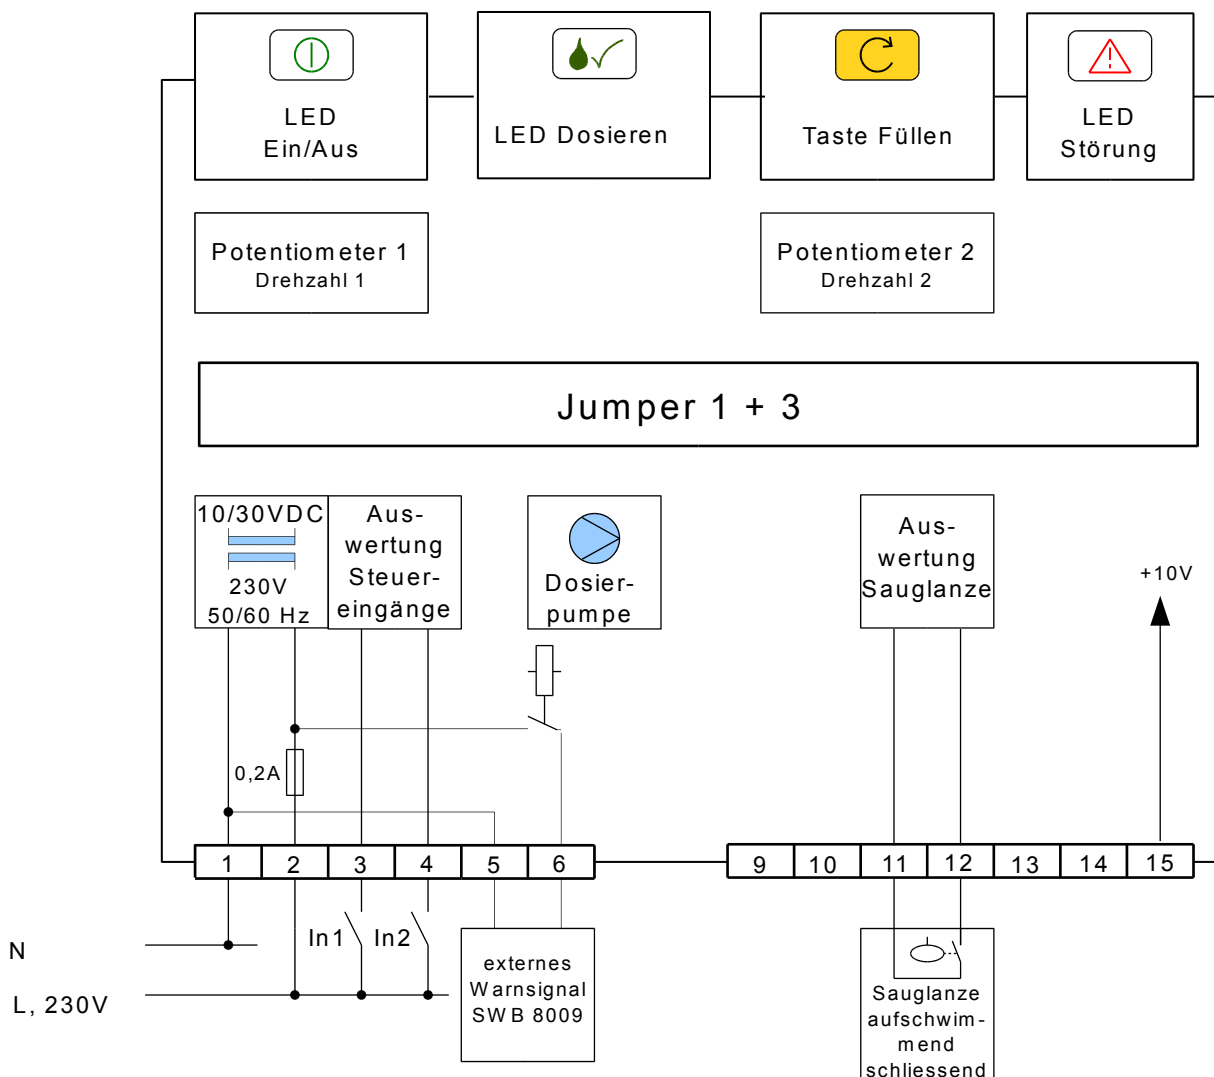 LED
Ein/Aus
LED Dosieren
Taste Füllen
LED
Störung
Potentiometer 1
Drehzahl 1
Potentiometer 2
Drehzahl 2
Jumper 1 + 3
10/30VDC
230V
50/60 Hz
Aus-
wertung
Steuer-
eingänge
Dosier-
pumpe
Aus-
wertung
Sauglanze
+10V
0,2A
1 2 3 4 5 6
9 10 11 12 13 14 15
N
L, 230V
In1
In2
externes
Warnsignal
SWB 8009
Sauglanze
aufschwim-
mend
schliessend